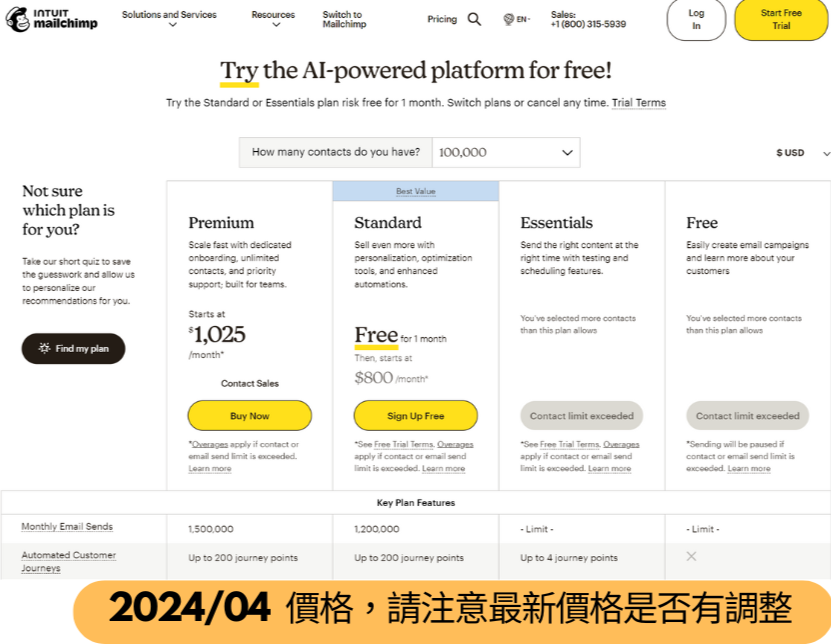 INTUIT
mailchimp
Solutions and Services
Resources
Switch to
Mailchimp
Pricing
EN
Sales:
+1 (800) 315-5939
Log
In
Start Free
Trial
Try the AI-powered platform for free!
Try the Standard or Essentials plan risk free for 1 month. Switch plans or cancel any time. Trial Terms
How many contacts do you have? 100,000
$ USD
Not sure
which plan is
for you?
Take our short quiz to save
the guesswork and allow us
to personalize our
recommendations for you.
Find my plan
Premium
Scale fast with dedicated
onboarding, unlimited
contacts, and priority
support; built for teams.
Starts at
$1,025
/month*
Contact Sales
Buy Now
*Overages apply if contact or
email send limit is exceeded.
Learn more
Best Value
Standard
Sell even more with
personalization, optimization
tools, and enhanced
automations.
Free for 1 month
Then, starts at
$800 /month*
Sign Up Free
*See Free Trial Terms. Overages
apply if contact or email send
limit is exceeded. Learn more
Essentials
Send the right content at the
right time with testing and
scheduling features.
You've selected more contacts
than this plan allows
Contact limit exceeded
*See Free Trial Terms. Overages
apply if contact or email send
limit is exceeded. Learn more
Free
Easily create email campaigns
and learn more about your
customers
You've selected more contacts
than this plan allows
Contact limit exceeded
*Sending will be paused if
contact or email send limit is
exceeded. Learn more
Key Plan Features
Monthly Email Sends 1,500,000 1,200,000 - Limit - - Limit -
Automated Customer
Journeys
Up to 200 journey points Up to 200 journey points Up to 4 journey points
2024/04 價格，請注意最新價格是否有調整